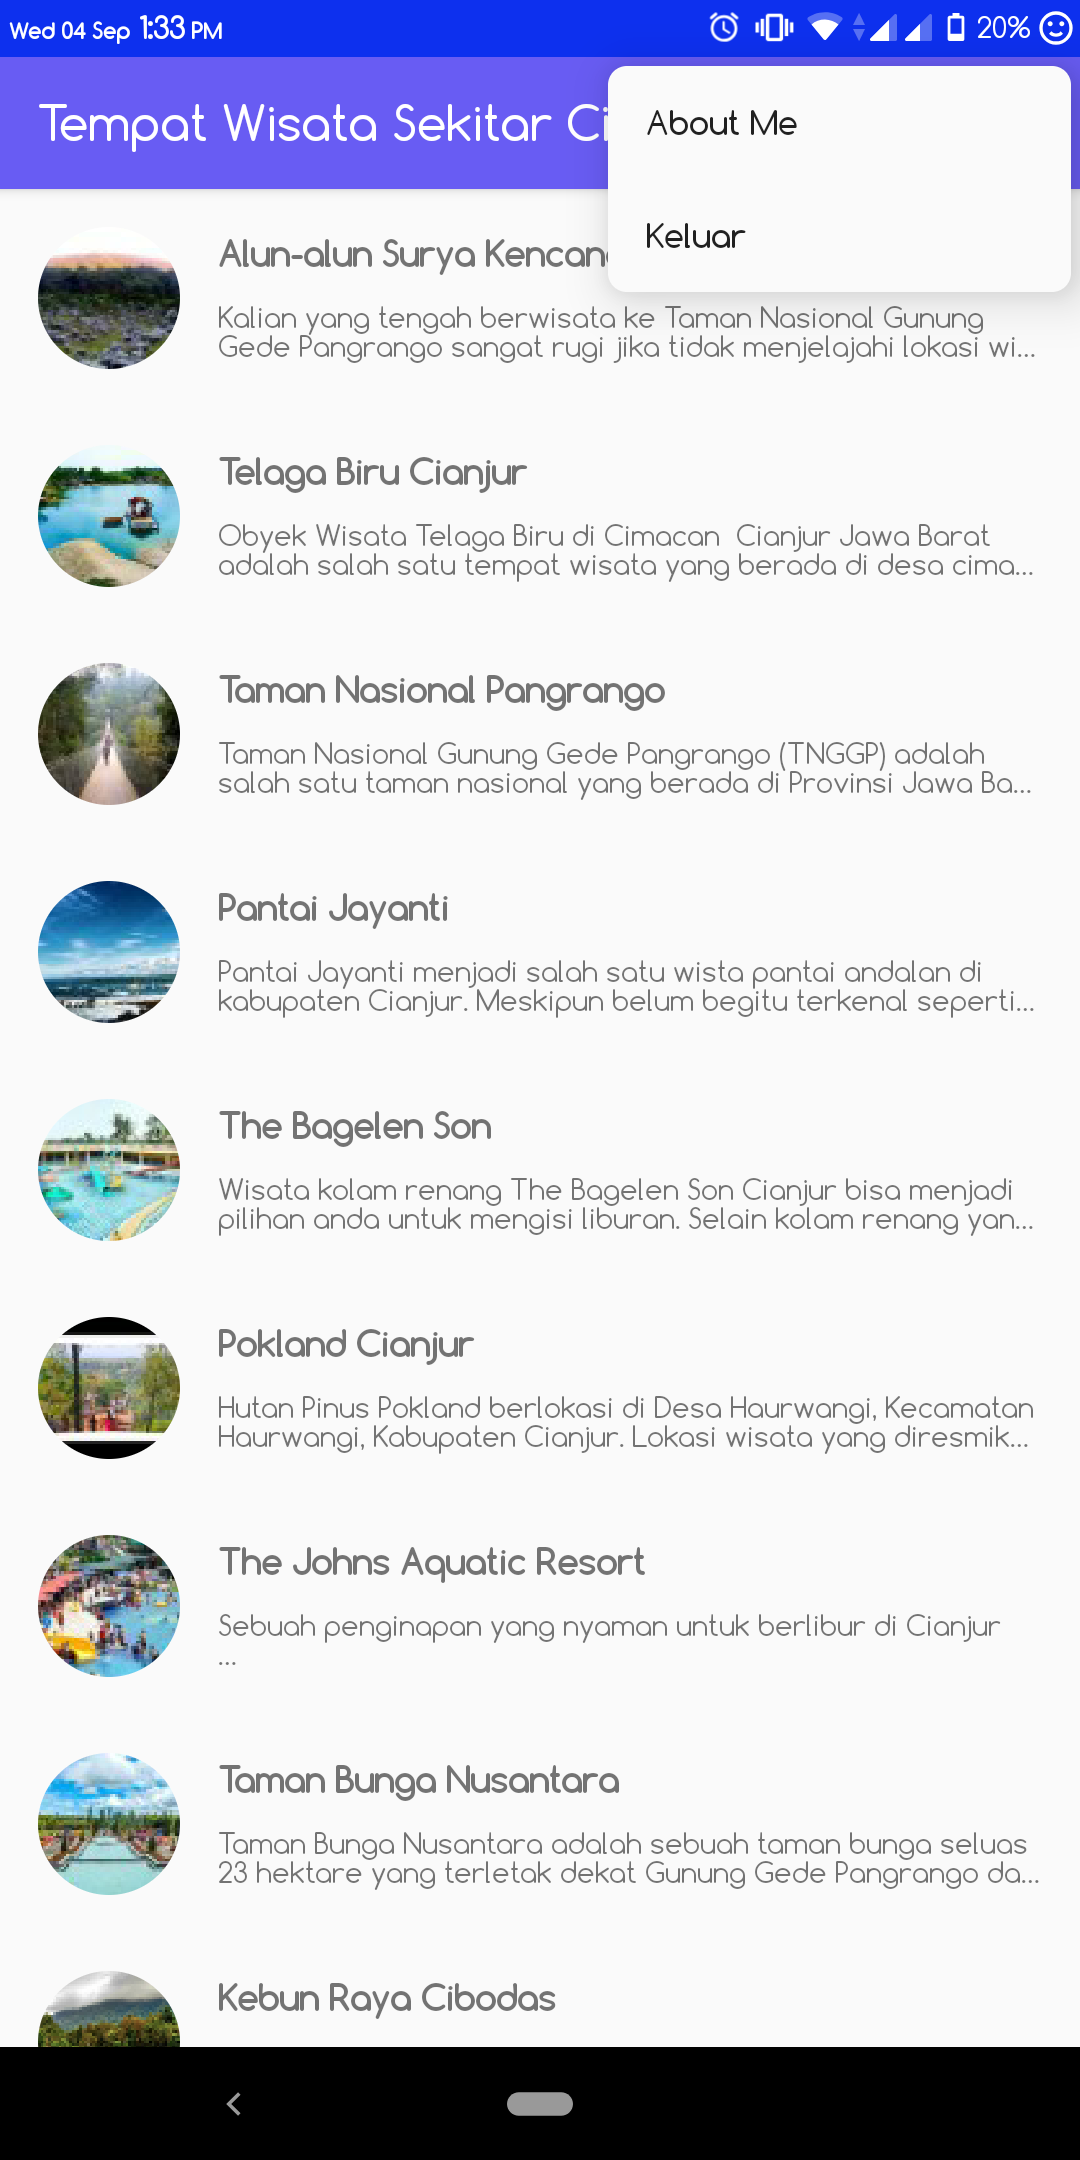 Wed 04 Sep 1:33 PM
20%
Tempat Wisata Sekitar Ci
About Me
Keluar
Alun-alun Surya Kencan
Kalian yang tengah berwisata ke Taman Nasional Gunung
Gede Pangrango sangat rugi jika tidak menjelajahi lokasi wi...
Telaga Biru Cianjur
Obyek Wisata Telaga Biru di Cimacan  Cianjur Jawa Barat
adalah salah satu tempat wisata yang berada di desa cima...
Taman Nasional Pangrango
Taman Nasional Gunung Gede Pangrango (TNGGP) adalah
salah satu taman nasional yang berada di Provinsi Jawa Ba...
Pantai Jayanti
Pantai Jayanti menjadi salah satu wista pantai andalan di
kabupaten Cianjur. Meskipun belum begitu terkenal seperti...
The Bagelen Son
Wisata kolam renang The Bagelen Son Cianjur bisa menjadi
pilihan anda untuk mengisi liburan. Selain kolam renang yan...
Pokland Cianjur
Hutan Pinus Pokland berlokasi di Desa Haurwangi, Kecamatan
Haurwangi, Kabupaten Cianjur. Lokasi wisata yang diresmik...
The Johns Aquatic Resort
Sebuah penginapan yang nyaman untuk berlibur di Cianjur
...
Taman Bunga Nusantara
Taman Bunga Nusantara adalah sebuah taman bunga seluas
23 hektare yang terletak dekat Gunung Gede Pangrango da...
Kebun Raya Cibodas